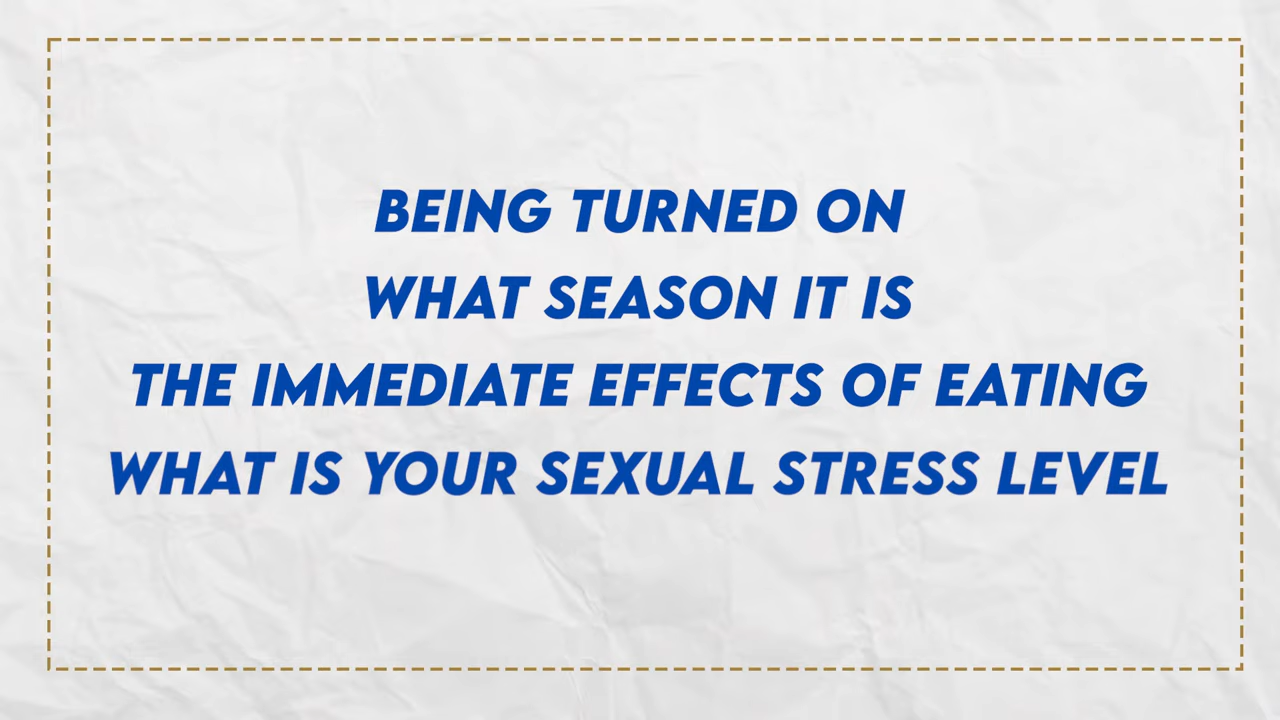 BEING TURNED ON
WHAT SEASON IT IS
THE IMMEDIATE EFFECTS OF EATING
WHAT IS YOUR SEXUAL STRESS LEVEL